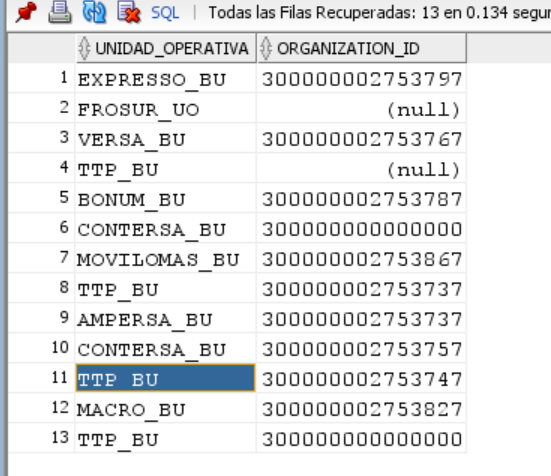 SQL | Todas las Filas Recuperadas: 13 en 0.134 segur
UNIDAD_OPERATIVA ORGANIZATION_ID
1 EXPRESSO_BU 300000002753797
2 FROSUR_UO (null)
3 VERSA_BU 300000002753767
4 TTP_BU (null)
5 BONUM_BU 300000002753787
6 CONTERSA_BU 300000000000000
7 MOVILOMAS_BU 300000002753867
8 TTP_BU 300000002753737
9 AMPERSA_BU 300000002753737
10 CONTERSA_BU 300000002753757
11 TTP_BU 300000002753747
12 MACRO_BU 300000002753827
13 TTP_BU 300000000000000